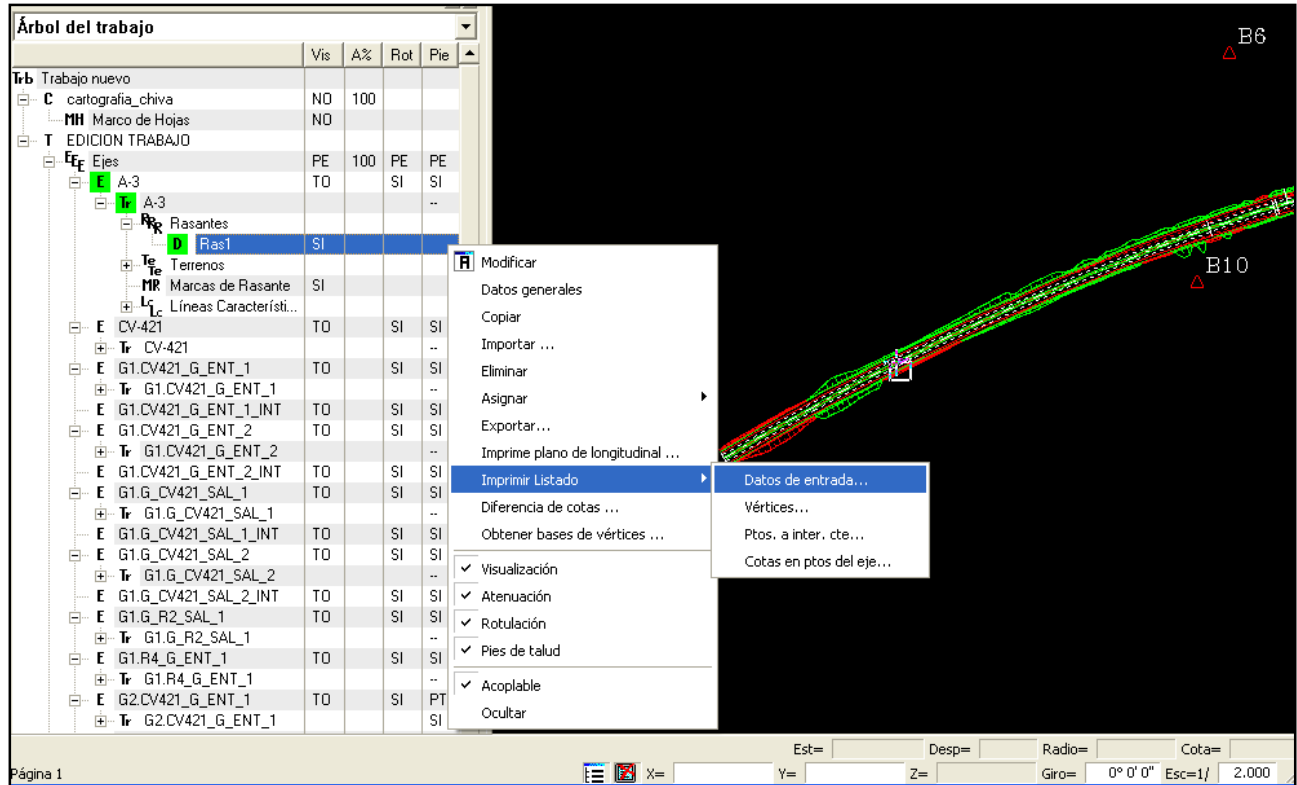 Árbol del trabajo
Vis A% Rot Pie
Trb Trabajo nuevo
C cartografia_chiva NO 100
MH Marco de Hojas NO
T EDICION TRABAJO
EEE Ejes PE 100 PE PE
E A-3 TO SI SI
Tr A-3 --
RRR Rasantes
D Ras1 SI
Te Te Terrenos
MR Marcas de Rasante SI
LC Lc Líneas Característi...
E CV-421 TO SI SI
Tr CV-421 --
E G1.CV421_G_ENT_1 TO SI SI
Tr G1.CV421_G_ENT_1 --
E G1.CV421_G_ENT_1_INT TO SI SI
E G1.CV421_G_ENT_2 TO SI SI
Tr G1.CV421_G_ENT_2 --
E G1.CV421_G_ENT_2_INT TO SI SI
E G1.G_CV421_SAL_1 TO SI SI
Tr G1.G_CV421_SAL_1 --
E G1.G_CV421_SAL_1_INT TO SI SI
E G1.G_CV421_SAL_2 TO SI SI
Tr G1.G_CV421_SAL_2 --
E G1.G_CV421_SAL_2_INT TO SI SI
E G1.G_R2_SAL_1 TO SI SI
Tr G1.G_R2_SAL_1 --
E G1.R4_G_ENT_1 TO SI SI
Tr G1.R4_G_ENT_1 --
E G2.CV421_G_ENT_1 TO SI PT
Tr G2.CV421_G_ENT_1 SI
Modificar
Datos generales
Copiar
Importar ...
Eliminar
Asignar
Exportar...
Imprime plano de longitudinal ...
Imprimir Listado
Diferencia de cotas ...
Obtener bases de vértices ...
Visualización
Atenuación
Rotulación
Pies de talud
Acoplable
Ocultar
Datos de entrada...
Vértices...
Ptos. a inter. cte...
Cotas en ptos del eje...
B6
B10
Est= Desp= Radio= Cota=
Página 1 X= Y= Z= Giro= 0° 0' 0" Esc=1/ 2.000